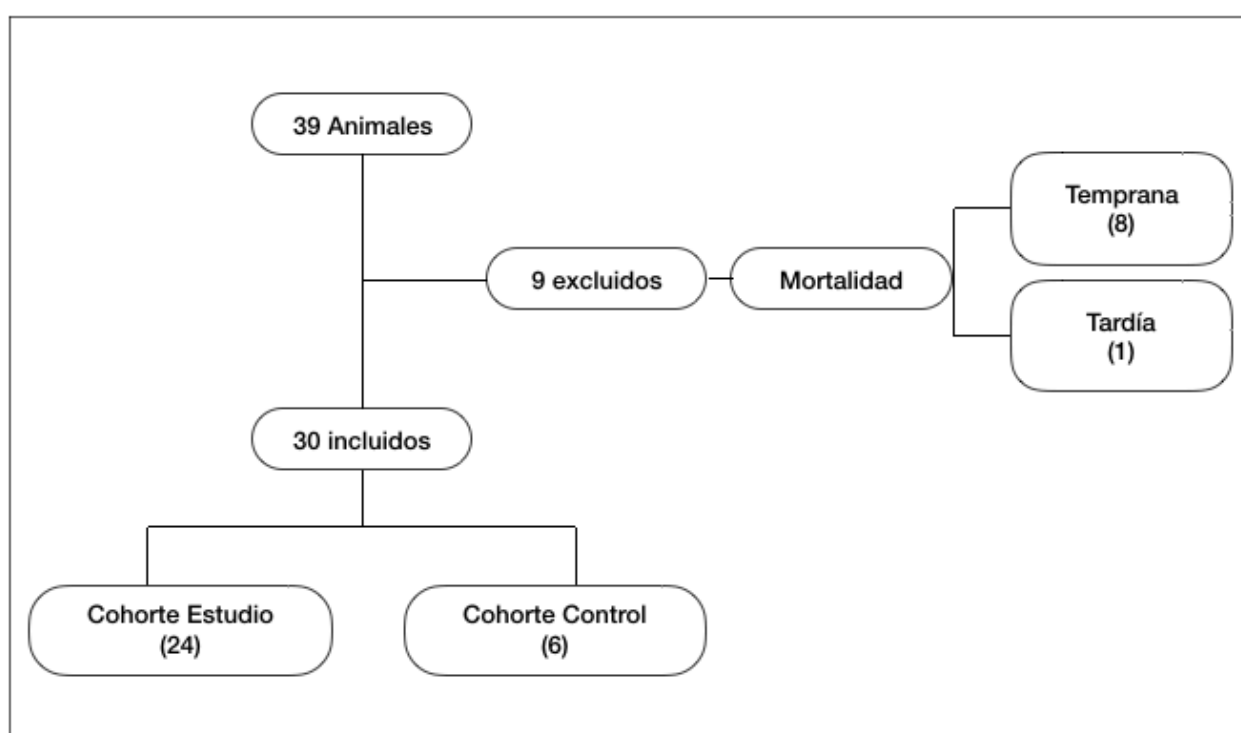 39 Animales
9 excluidos
Mortalidad
Temprana
(8)
Tardía
(1)
30 incluidos
Cohorte Estudio
(24)
Cohorte Control
(6)